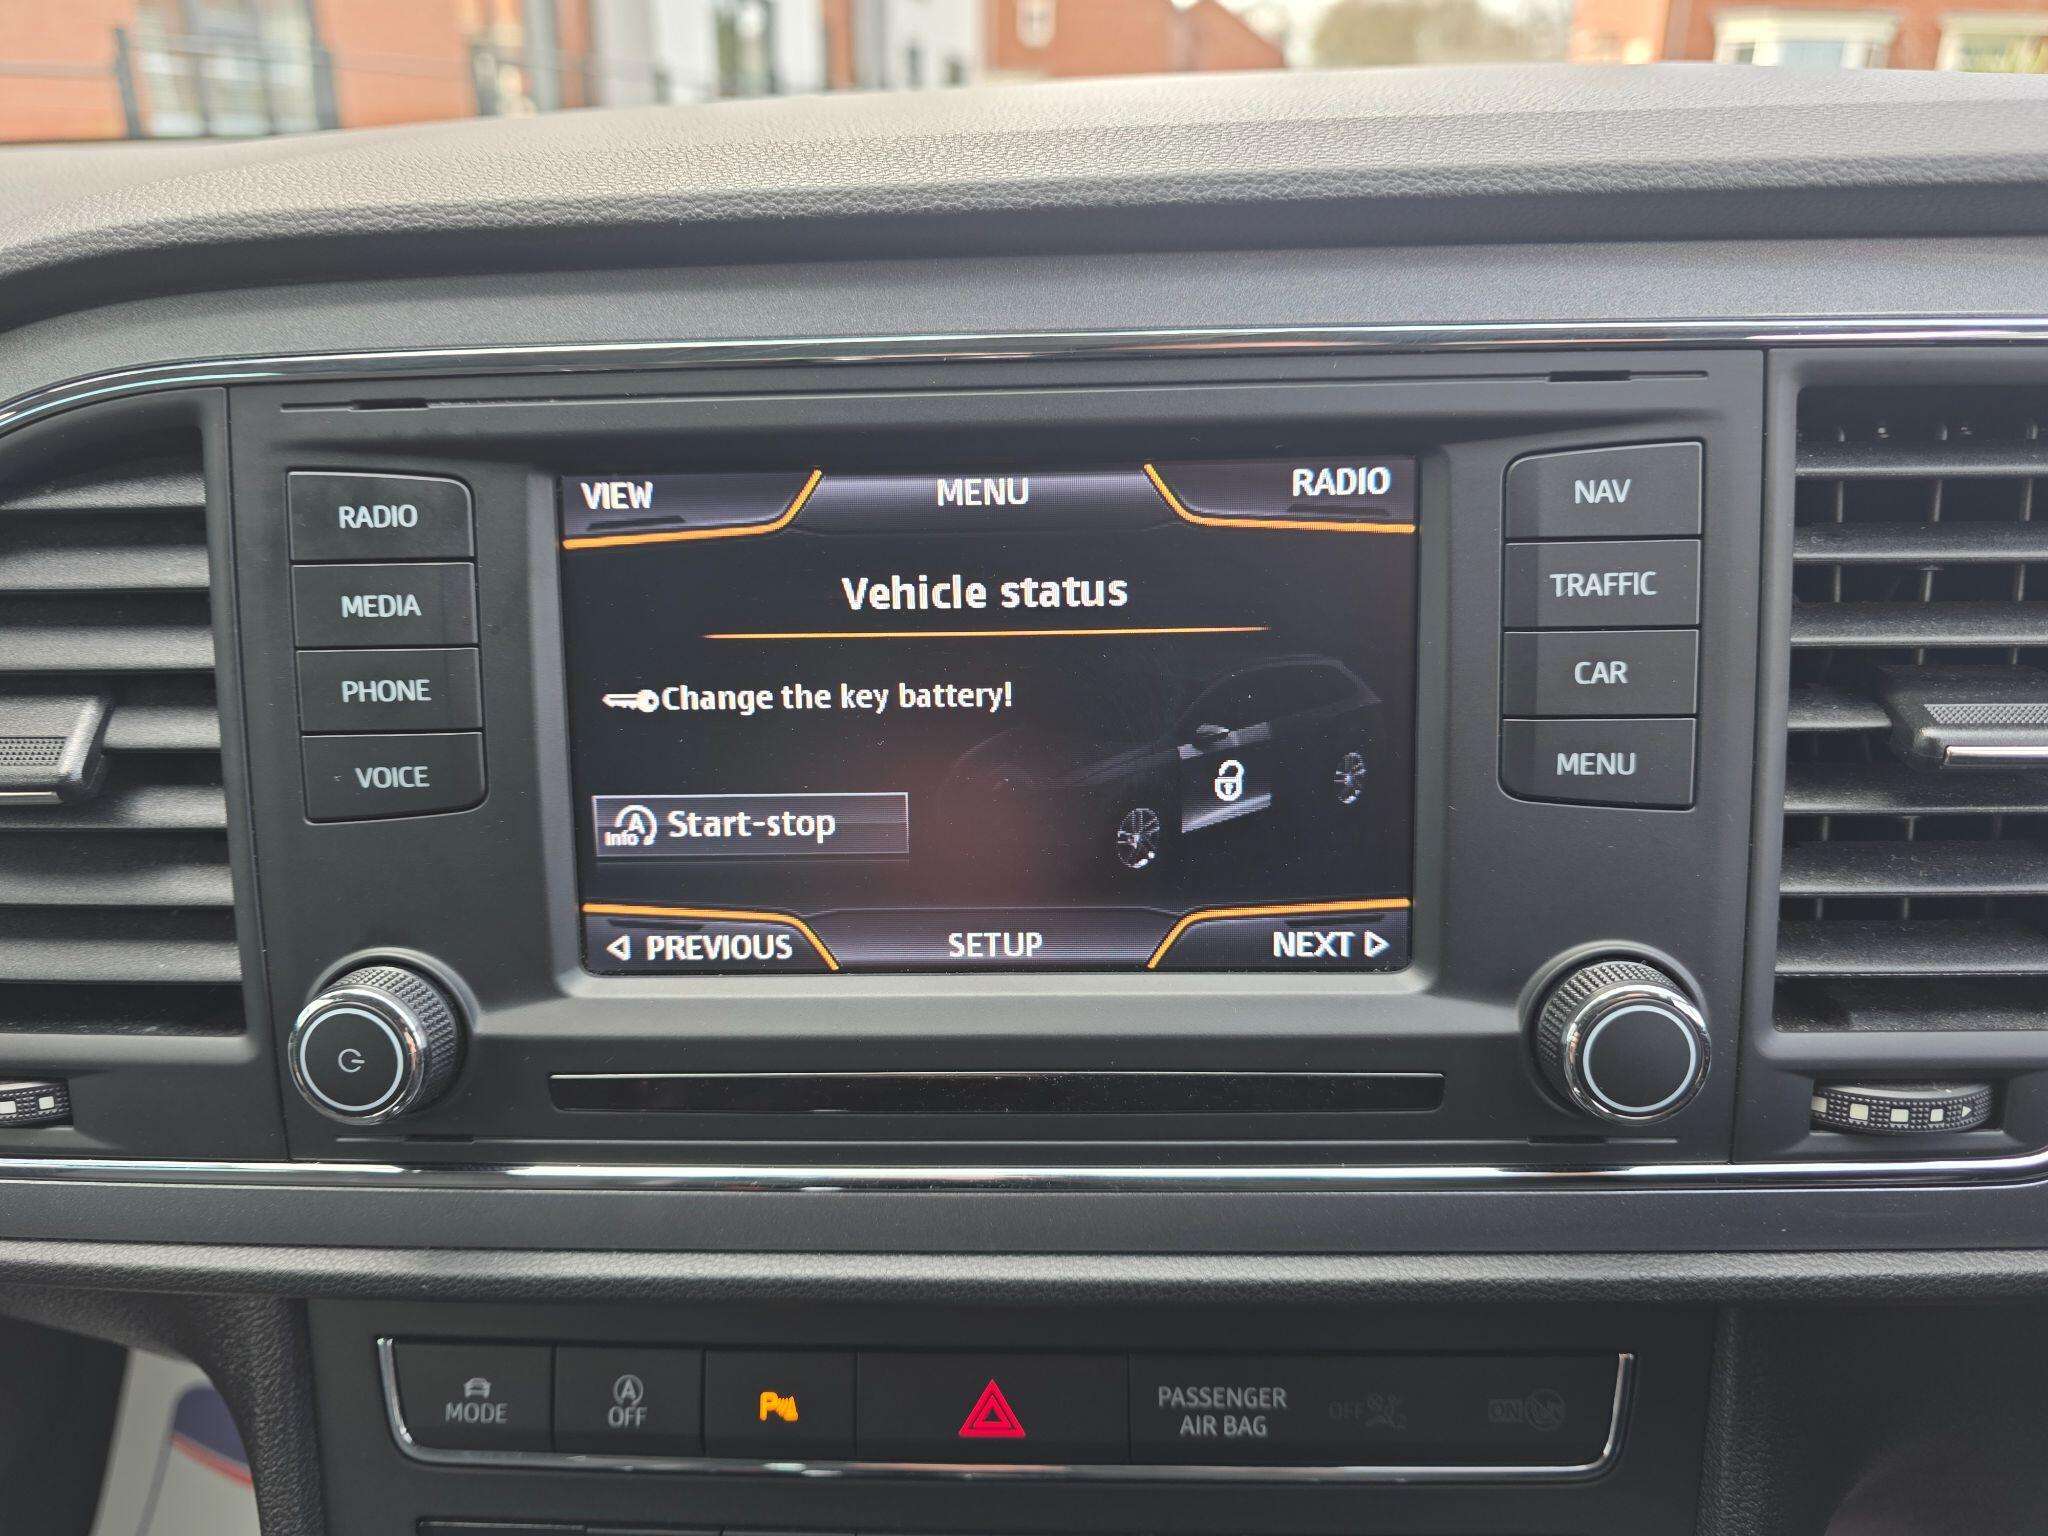 VIEW
MENU
RADIO
Vehicle status
Change the key battery!
Info A Start-stop
PREVIOUS
SETUP
NEXT
RADIO
MEDIA
PHONE
VOICE
NAV
TRAFFIC
CAR
MENU
MODE
A
OFF
P
PASSENGER
AIR BAG
OFF
ON